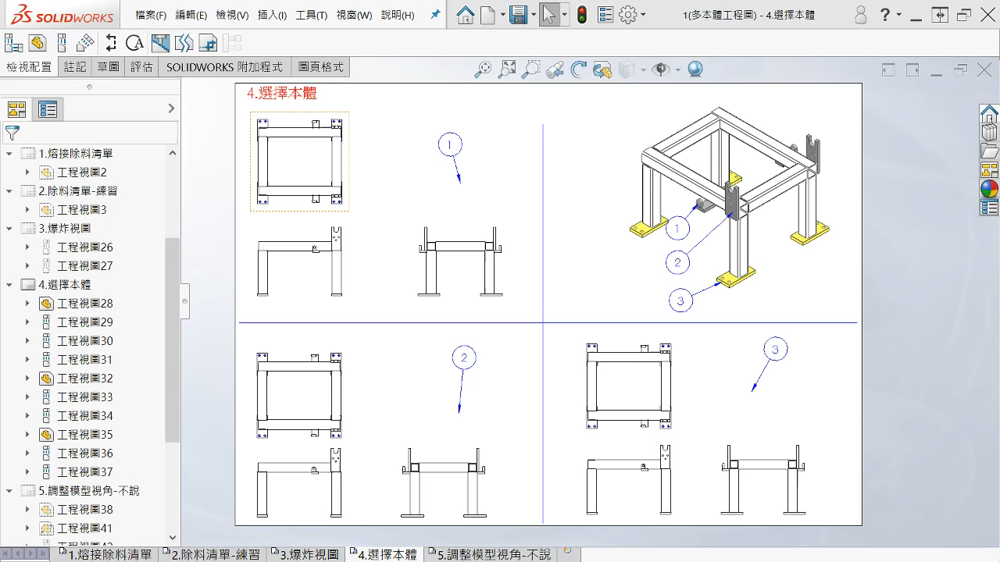 SOLIDWORKS 檔案(F) 編輯(E) 檢視(V) 插入(I) 工具(T) 視窗(W) 說明(H) 1(多本體工程圖) - 4.選擇本體 ?
檢視配置 註記 草圖 評估 SOLIDWORKS 附加程式 圖頁格式
4.選擇本體
1.熔接除料清單
工程視圖2
2.除料清單-練習
工程視圖3
3.爆炸視圖
工程視圖26
工程視圖27
4.選擇本體
工程視圖28
工程視圖29
工程視圖30
工程視圖31
工程視圖32
工程視圖33
工程視圖34
工程視圖35
工程視圖36
工程視圖37
5.調整模型視角-不說
工程視圖38
工程視圖41
1
1
2
3
2
3
1.熔接除料清單 2.除料清單-練習 3.爆炸視圖 4.選擇本體 5.調整模型視角-不說